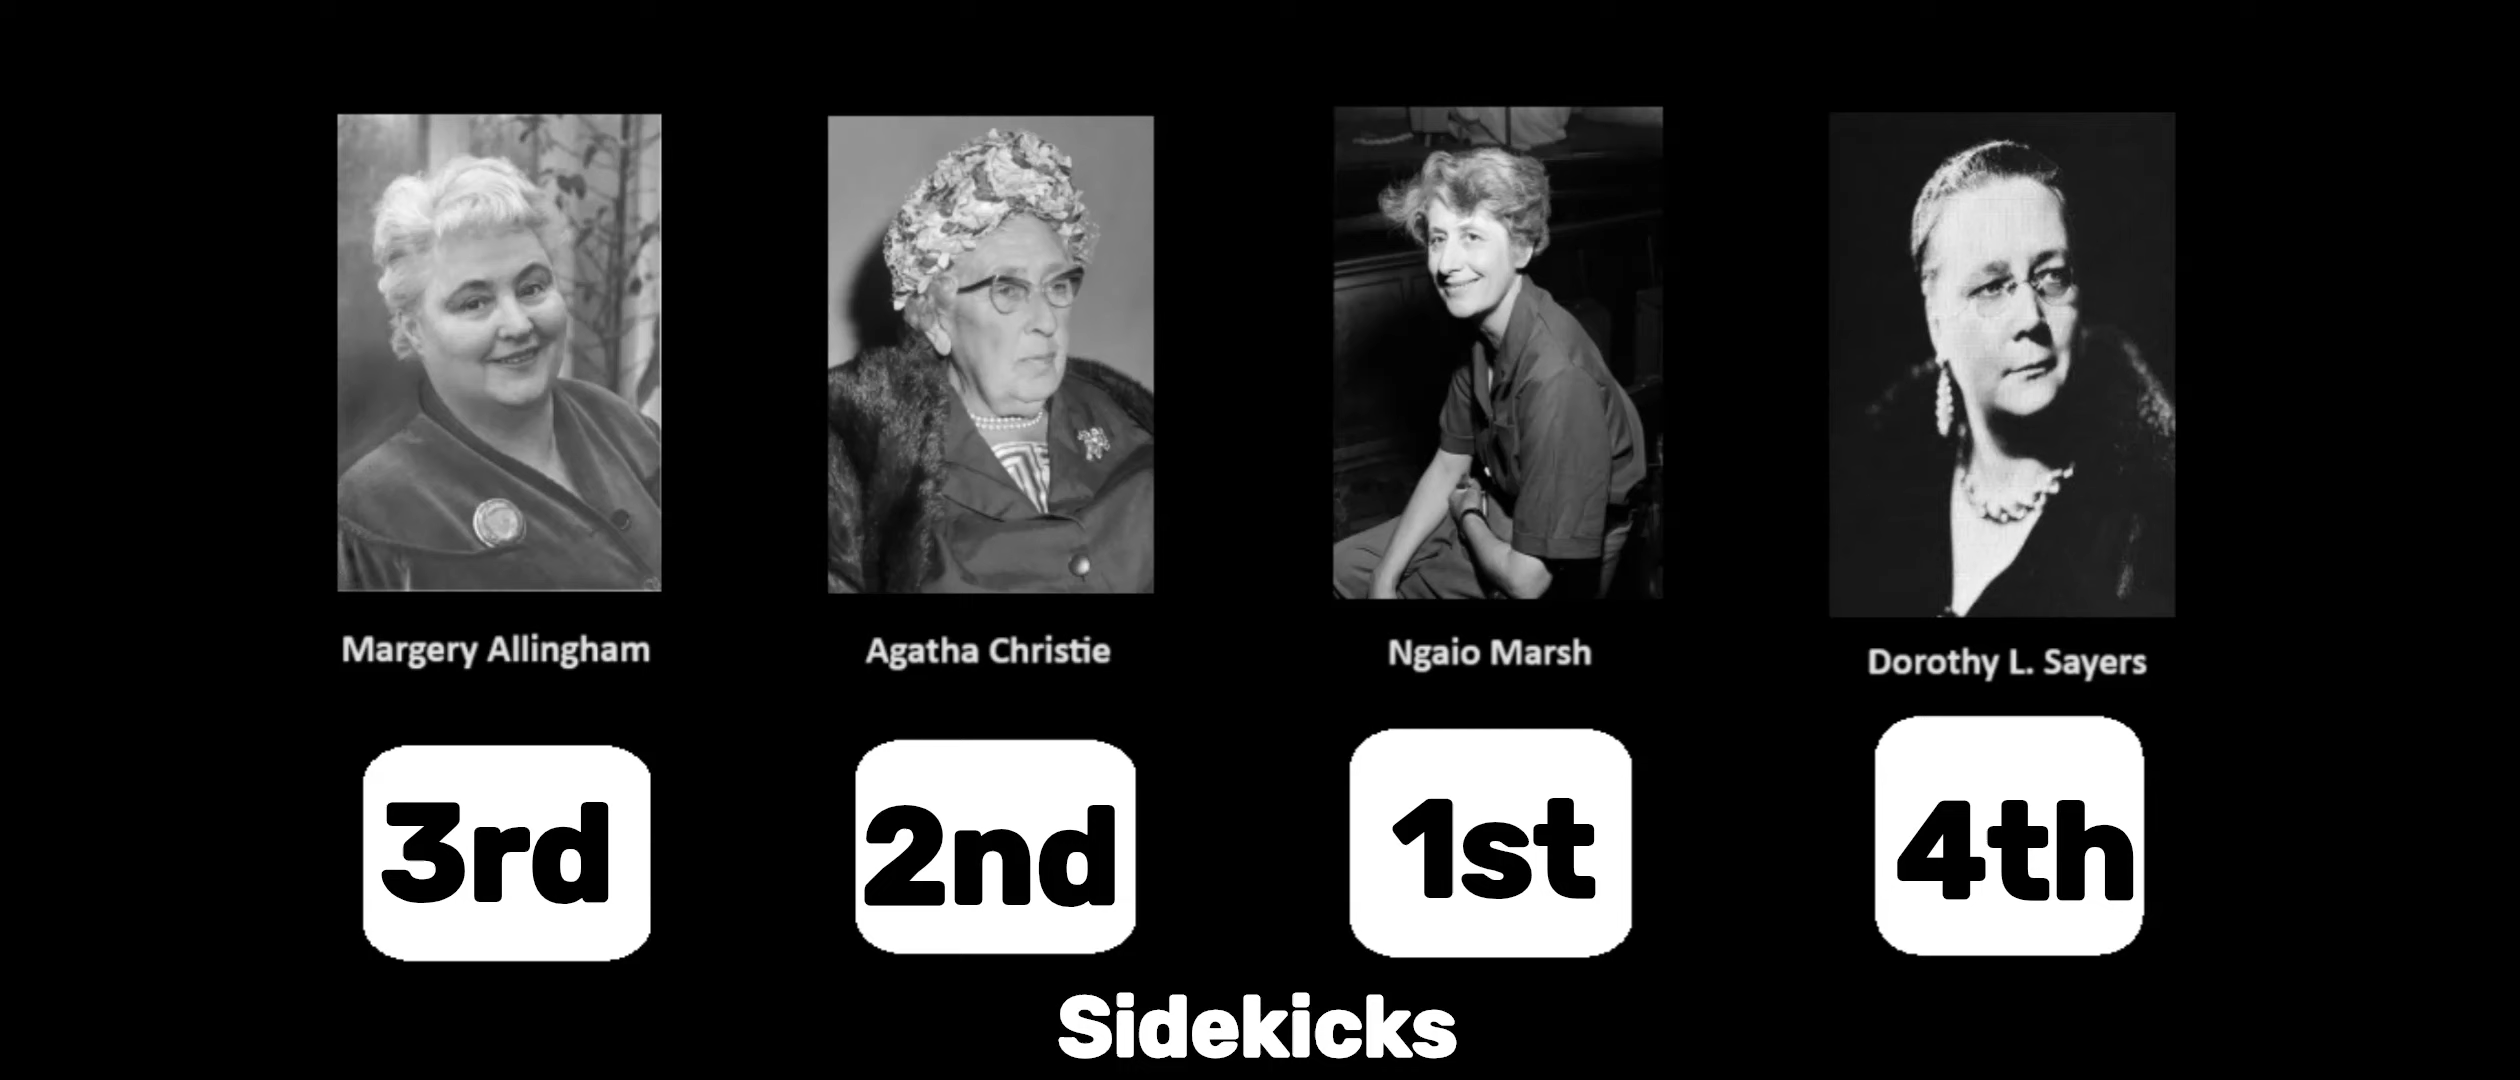 Margery Allingham
Agatha Christie
Ngaio Marsh
Dorothy L. Sayers
3rd
2nd
1st
4th
Sidekicks